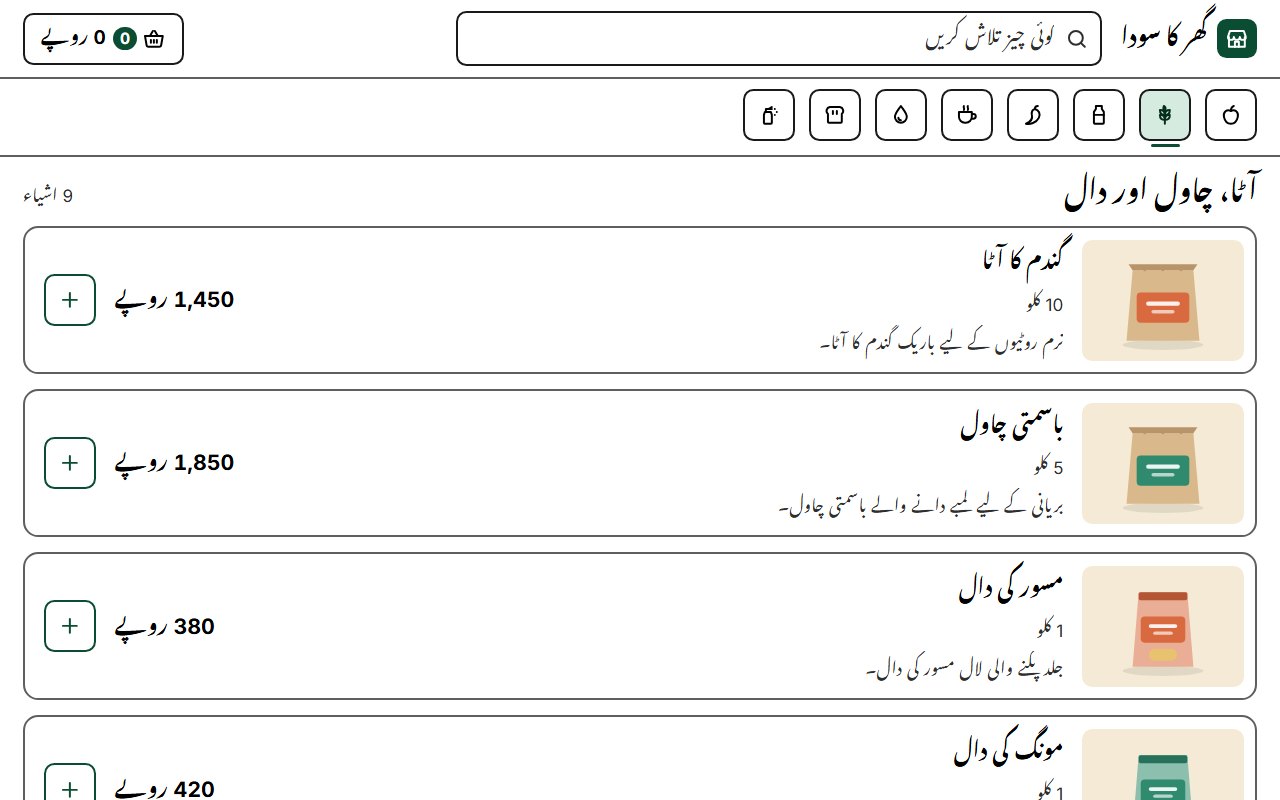 گھر کا سودا
کوئی چیز تلاش کریں
0 0 روپے
آٹا، چاول اور دال
9 اشیاء
گندم کا آٹا
10 کلو
نرم روٹیوں کے لیے باریک گندم کا آٹا۔
1,450 روپے
باسمتی چاول
5 کلو
بریانی کے لیے لمبے دانے والے باسمتی چاول۔
1,850 روپے
مسور کی دال
1 کلو
جلد پکنے والی لال مسور کی دال۔
380 روپے
مونگ کی دال
1 کلو
420 روپے